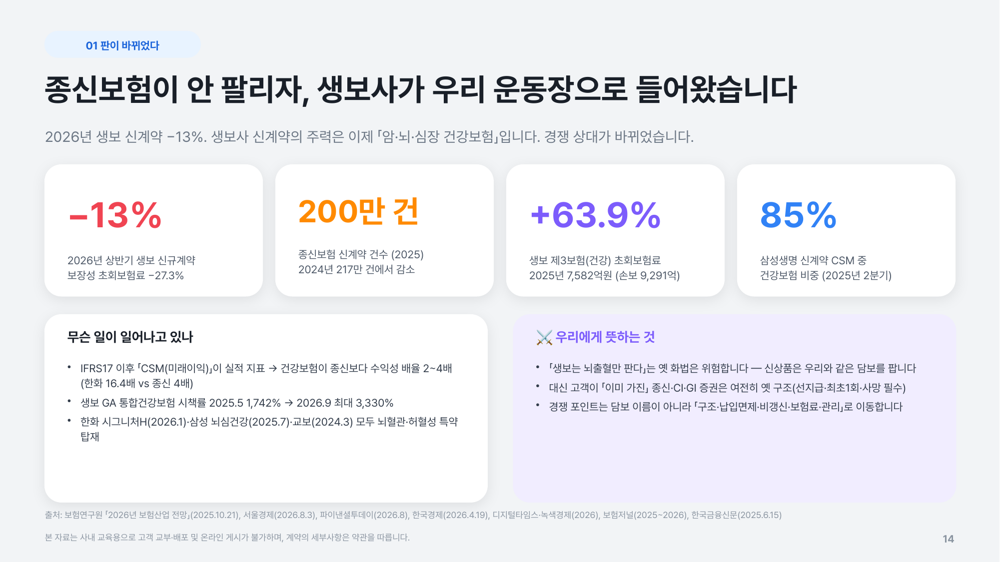 01 판이 바뀌었다
종신보험이 안 팔리자, 생보사가 우리 운동장으로 들어왔습니다
2026년 생보 신계약 −13%. 생보사 신계약의 주력은 이제 「암·뇌·심장 건강보험」입니다. 경쟁 상대가 바뀌었습니다.
−13%
2026년 상반기 생보 신규계약
보장성 초회보험료 −27.3%
200만 건
종신보험 신계약 건수 (2025)
2024년 217만 건에서 감소
+63.9%
생보 제3보험(건강) 초회보험료
2025년 7,582억원 (손보 9,291억)
85%
삼성생명 신계약 CSM 중
건강보험 비중 (2025년 2분기)
무슨 일이 일어나고 있나
• IFRS17 이후 「CSM(미래이익)」이 실적 지표 → 건강보험이 종신보다 수익성 배율 2~4배
(한화 16.4배 vs 종신 4배)
• 생보 GA 통합건강보험 시책률 2025.5 1,742% → 2026.9 최대 3,330%
• 한화 시그니처H(2026.1)·삼성 뇌심건강(2025.7)·교보(2024.3) 모두 뇌혈관·허혈성 특약
탑재
⚔️ 우리에게 뜻하는 것
• 「생보는 뇌출혈만 판다」는 옛 화법은 위험합니다 — 신상품은 우리와 같은 담보를 팝니다
• 대신 고객이 「이미 가진」 종신·CI·GI 증권은 여전히 옛 구조(선지급·최초1회·사망 필수)
• 경쟁 포인트는 담보 이름이 아니라 「구조·납입면제·비갱신·보험료·관리」로 이동합니다
출처: 보험연구원 「2026년 보험산업 전망」(2025.10.21), 서울경제(2026.8.3), 파이낸셜투데이(2026.8), 한국경제(2026.4.19), 디지털타임스·녹색경제(2026), 보험저널(2025~2026), 한국금융신문(2025.6.15)
본 자료는 사내 교육용으로 고객 교부·배포 및 온라인 게시가 불가하며, 계약의 세부사항은 약관을 따릅니다.
14